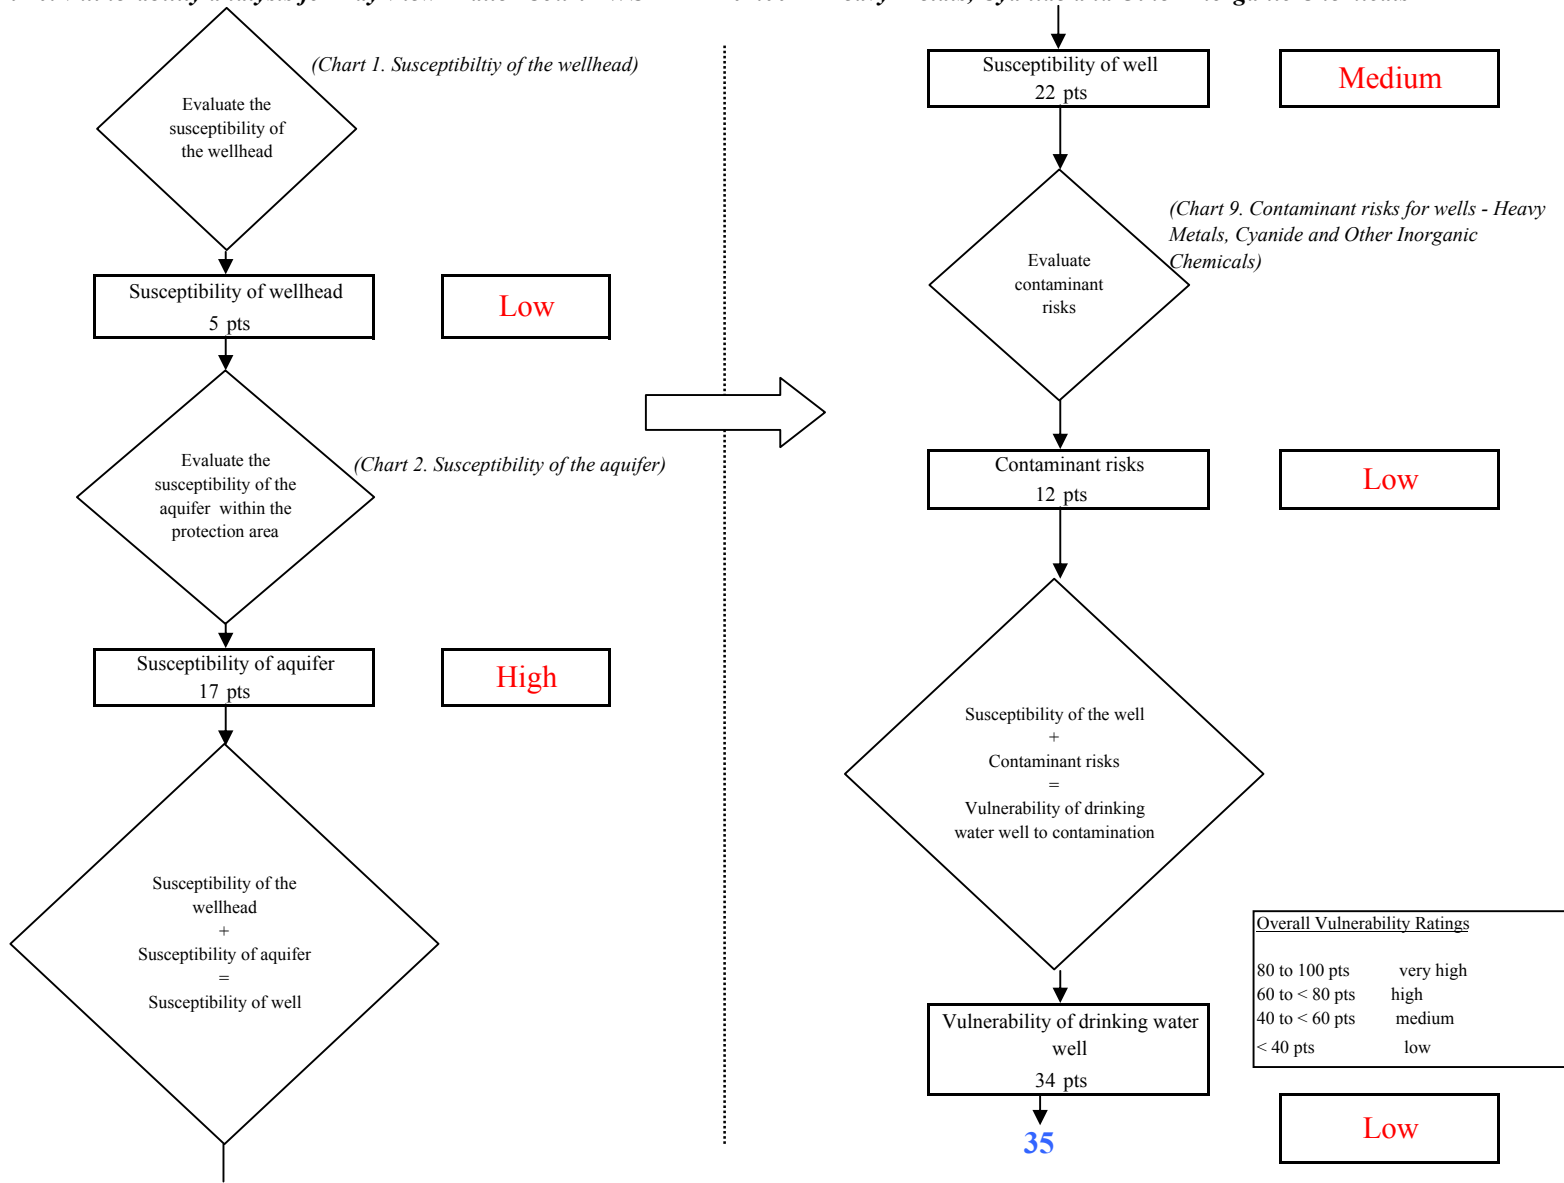 (Chart 1. Susceptibiltiy of the wellhead)
Evaluate the
susceptibility of
the wellhead
Susceptibility of wellhead
5 pts
Low
Evaluate the
susceptibility of the
aquifer within the
protection area
(Chart 2. Susceptibility of the aquifer)
Susceptibility of aquifer
17 pts
High
Susceptibility of the
wellhead
+
Susceptibility of aquifer
=
Susceptibility of well
Susceptibility of well
22 pts
Medium
(Chart 9. Contaminant risks for wells - Heavy
Metals, Cyanide and Other Inorganic
Chemicals)
Evaluate
contaminant
risks
Contaminant risks
12 pts
Low
Susceptibility of the well
+
Contaminant risks
=
Vulnerability of drinking
water well to contamination
Overall Vulnerability Ratings
80 to 100 pts very high
60 to < 80 pts high
40 to < 60 pts medium
< 40 pts low
Vulnerability of drinking water
well
34 pts
35
Low